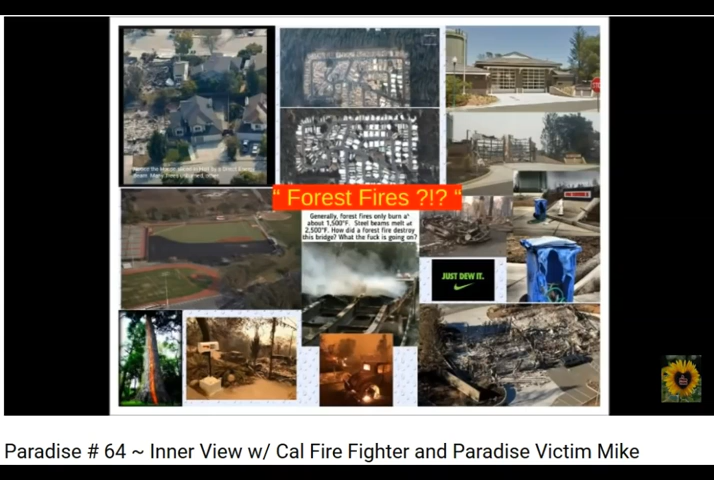 “ Forest Fires ?!? “
Generally, forest fires only burn at
about 1,500°F. Steel beams melt at
2,500°F. How did a forest fire destroy
this bridge? What the fuck is going on?
JUST DEW IT.
Paradise # 64 ~ Inner View w/ Cal Fire Fighter and Paradise Victim Mike